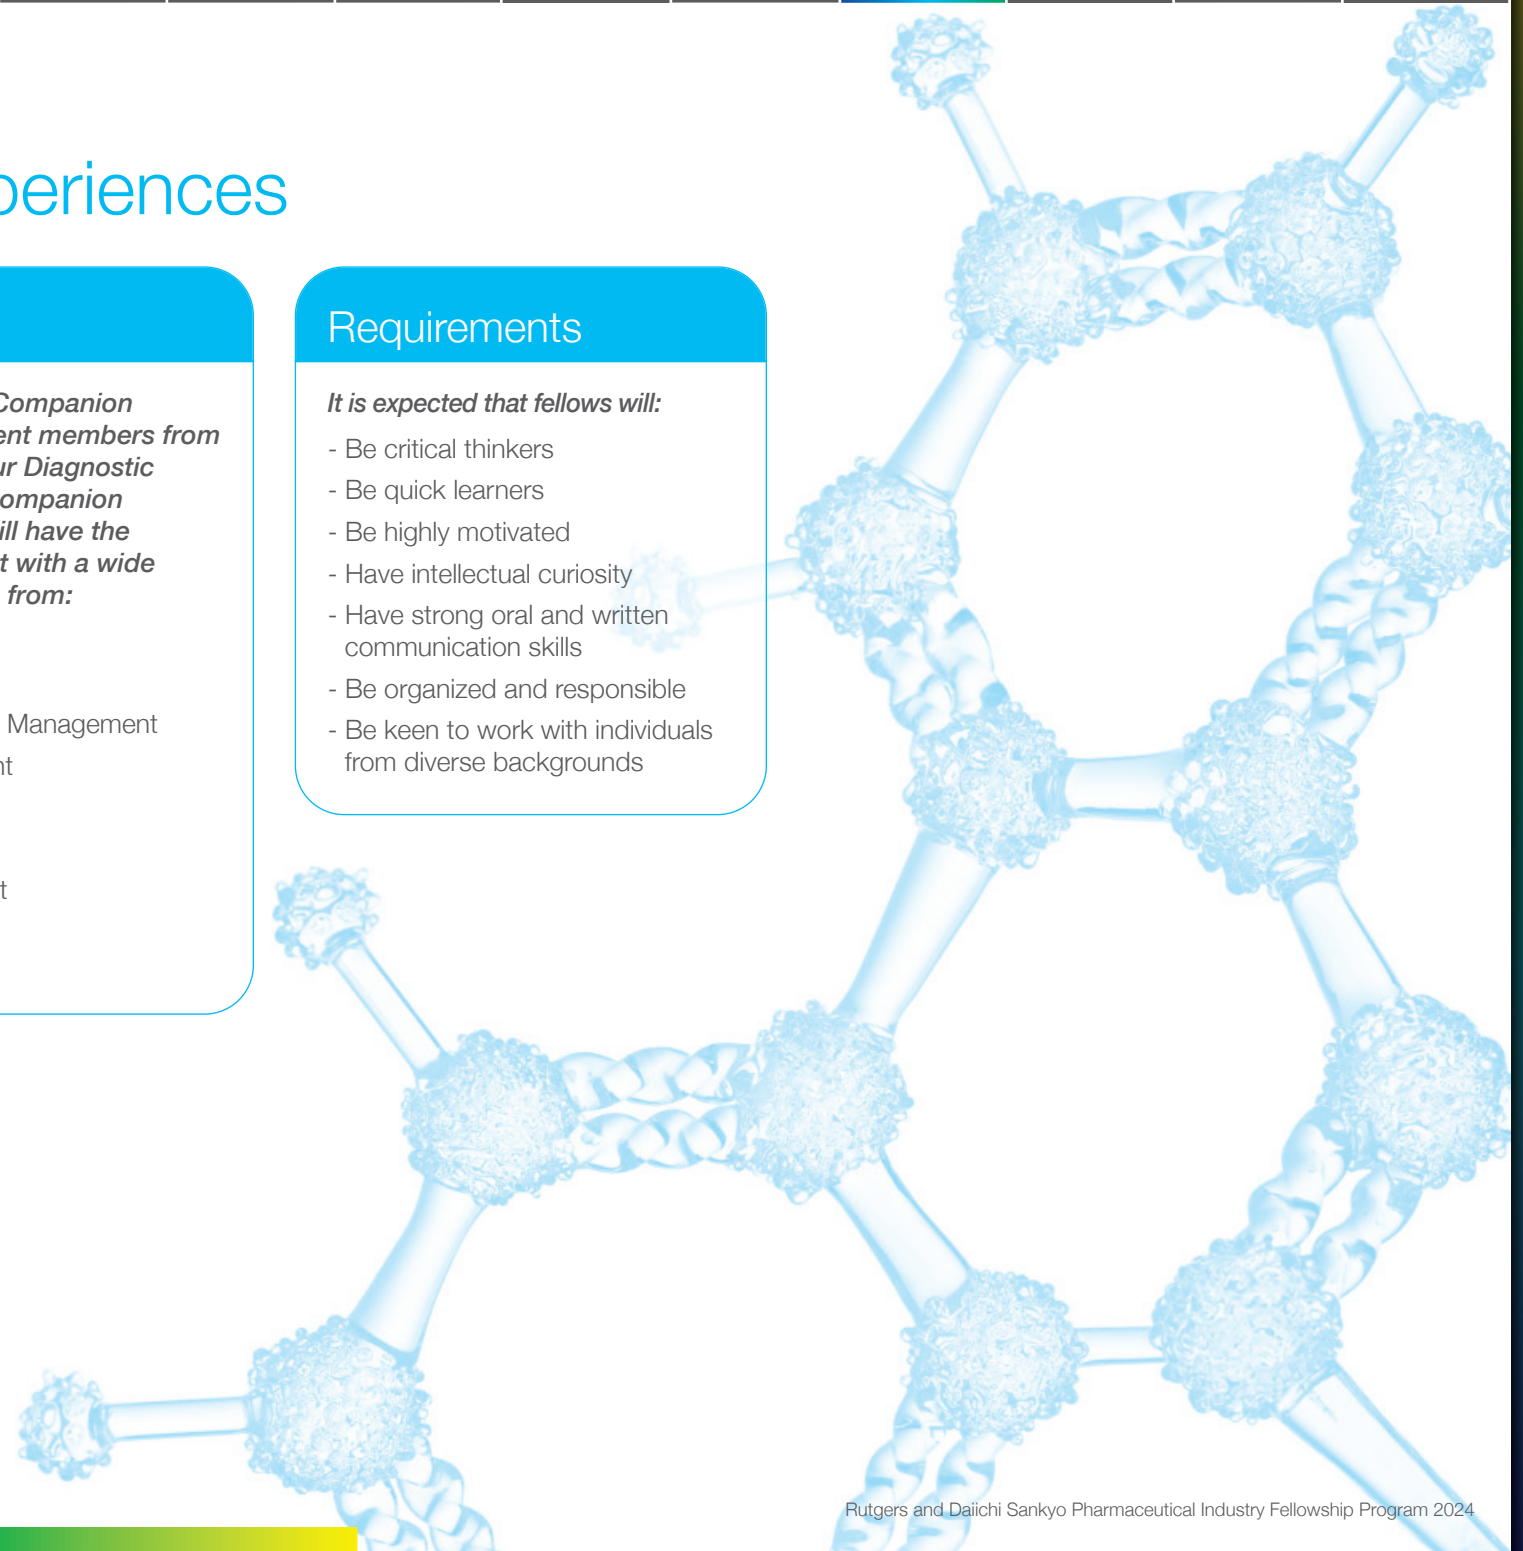 periences
Companion
ent members from
ur Diagnostic
ompanion
ill have the
t with a wide
from:
Management
nt
t
Requirements
It is expected that fellows will:
- Be critical thinkers
- Be quick learners
- Be highly motivated
- Have intellectual curiosity
- Have strong oral and written
communication skills
- Be organized and responsible
- Be keen to work with individuals
from diverse backgrounds
Rutgers and Daiichi Sankyo Pharmaceutical Industry Fellowship Program 2024